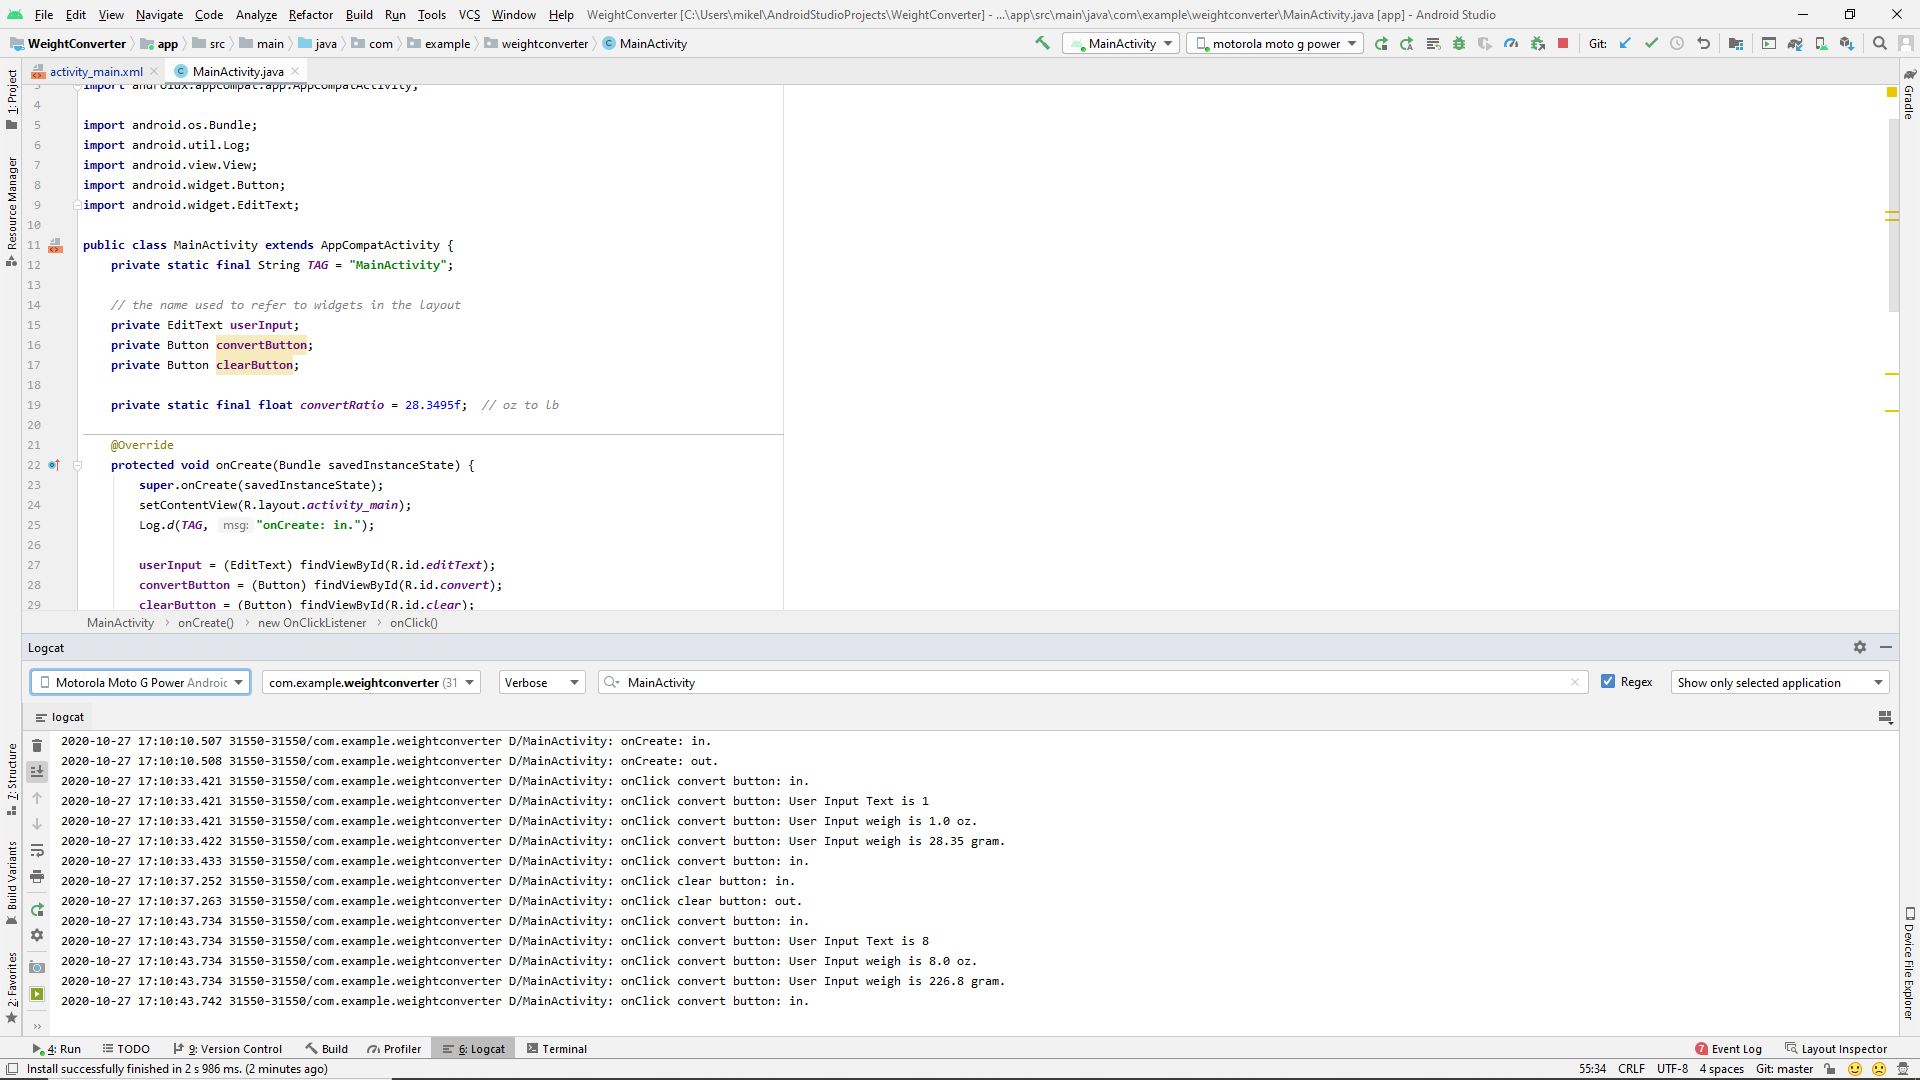 File Edit View Navigate Code Analyze Refactor Build Run Tools VCS Window Help WeightConverter [C:\Users\mikel\AndroidStudioProjects\WeightConverter] - ...\app\src\main\java\com\example\weightconverter\MainActivity.java [app] - Android Studio
WeightConverter app src main java com example weightconverter MainActivity MainActivity motorola moto g power Git:
activity_main.xml MainActivity.java
1: Project
Resource Manager
7: Structure
Build Variants
2: Favorites
3 import androidx.appcompat.app.AppCompatActivity;
4
5 import android.os.Bundle;
6 import android.util.Log;
7 import android.view.View;
8 import android.widget.Button;
9 import android.widget.EditText;
10
11 public class MainActivity extends AppCompatActivity {
12 private static final String TAG = "MainActivity";
13
14 // the name used to refer to widgets in the layout
15 private EditText userInput;
16 private Button convertButton;
17 private Button clearButton;
18
19 private static final float convertRatio = 28.3495f; // oz to lb
20
21 @Override
22 protected void onCreate(Bundle savedInstanceState) {
23 super.onCreate(savedInstanceState);
24 setContentView(R.layout.activity_main);
25 Log.d(TAG, msg: "onCreate: in.");
26
27 userInput = (EditText) findViewById(R.id.editText);
28 convertButton = (Button) findViewById(R.id.convert);
29 clearButton = (Button) findViewById(R.id.clear);
MainActivity › onCreate() › new OnClickListener › onClick()
Logcat
Motorola Moto G Power Android com.example.weightconverter (31 Verbose MainActivity Regex Show only selected application
logcat
2020-10-27 17:10:10.507 31550-31550/com.example.weightconverter D/MainActivity: onCreate: in.
2020-10-27 17:10:10.508 31550-31550/com.example.weightconverter D/MainActivity: onCreate: out.
2020-10-27 17:10:33.421 31550-31550/com.example.weightconverter D/MainActivity: onClick convert button: in.
2020-10-27 17:10:33.421 31550-31550/com.example.weightconverter D/MainActivity: onClick convert button: User Input Text is 1
2020-10-27 17:10:33.421 31550-31550/com.example.weightconverter D/MainActivity: onClick convert button: User Input weigh is 1.0 oz.
2020-10-27 17:10:33.422 31550-31550/com.example.weightconverter D/MainActivity: onClick convert button: User Input weigh is 28.35 gram.
2020-10-27 17:10:33.433 31550-31550/com.example.weightconverter D/MainActivity: onClick convert button: in.
2020-10-27 17:10:37.252 31550-31550/com.example.weightconverter D/MainActivity: onClick clear button: in.
2020-10-27 17:10:37.263 31550-31550/com.example.weightconverter D/MainActivity: onClick clear button: out.
2020-10-27 17:10:43.734 31550-31550/com.example.weightconverter D/MainActivity: onClick convert button: in.
2020-10-27 17:10:43.734 31550-31550/com.example.weightconverter D/MainActivity: onClick convert button: User Input Text is 8
2020-10-27 17:10:43.734 31550-31550/com.example.weightconverter D/MainActivity: onClick convert button: User Input weigh is 8.0 oz.
2020-10-27 17:10:43.734 31550-31550/com.example.weightconverter D/MainActivity: onClick convert button: User Input weigh is 226.8 gram.
2020-10-27 17:10:43.742 31550-31550/com.example.weightconverter D/MainActivity: onClick convert button: in.
Gradle
Device File Explorer
4: Run TODO 9: Version Control Build Profiler 6: Logcat Terminal 7 Event Log Layout Inspector
Install successfully finished in 2 s 986 ms. (2 minutes ago) 55:34 CRLF UTF-8 4 spaces Git: master